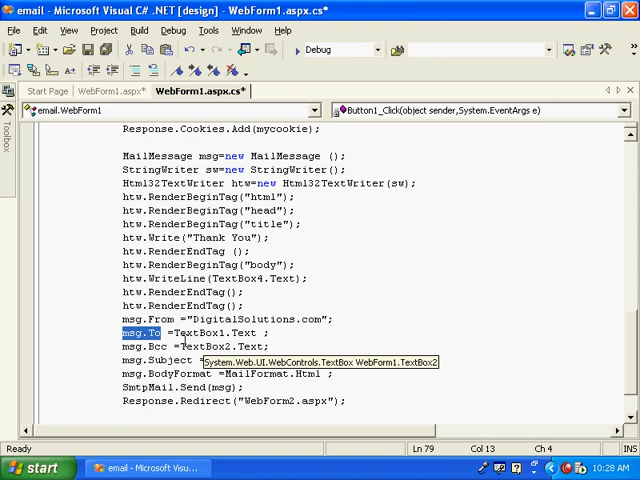 email - Microsoft Visual C# .NET [design] - WebForm1.aspx.cs*
File Edit View Project Build Debug Tools Window Help
Debug
Start Page WebForm1.aspx* WebForm1.aspx.cs*
email.WebForm1 Button1_Click(object sender,System.EventArgs e)
Toolbox
Response.Cookies.Add(mycookie);
MailMessage msg=new MailMessage ();
StringWriter sw=new StringWriter();
Html32TextWriter htw=new Html32TextWriter(sw);
htw.RenderBeginTag("html");
htw.RenderBeginTag("head");
htw.RenderBeginTag("title");
htw.Write("Thank You");
htw.RenderEndTag ();
htw.RenderBeginTag("body");
htw.WriteLine(TextBox4.Text);
htw.RenderEndTag();
htw.RenderEndTag();
msg.From ="DigitalSolutions.com";
msg.To =TextBox1.Text ;
msg.Bcc =TextBox2.Text;
msg.Subject =
System.Web.UI.WebControls.TextBox WebForm1.TextBox2
msg.BodyFormat =MailFormat.Html ;
SmtpMail.Send(msg);
Response.Redirect("WebForm2.aspx");
Ready Ln 79 Col 13 Ch 4 INS
start email - Microsoft Visu... 10:28 AM